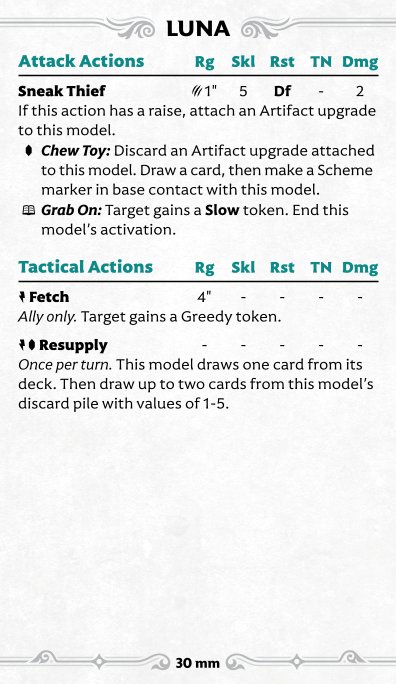 LUNA
Attack Actions Rg Skl Rst TN Dmg
Sneak Thief 1" 5 Df - 2
If this action has a raise, attach an Artifact upgrade
to this model.
Chew Toy: Discard an Artifact upgrade attached
to this model. Draw a card, then make a Scheme
marker in base contact with this model.
Grab On: Target gains a Slow token. End this
model's activation.
Tactical Actions Rg Skl Rst TN Dmg
Fetch 4" - - - -
Ally only. Target gains a Greedy token.
Resupply - - - - -
Once per turn. This model draws one card from its
deck. Then draw up to two cards from this model's
discard pile with values of 1-5.
30 mm